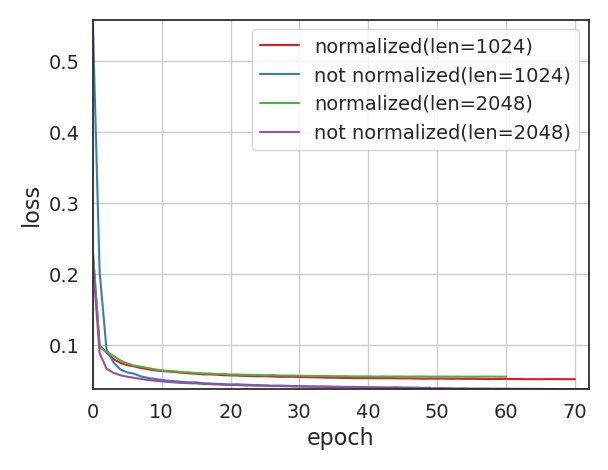 normalized(len=1024)
not normalized(len=1024)
normalized(len=2048)
not normalized(len=2048)
0.5
0.4
0.3
0.2
0.1
loss
0 10 20 30 40 50 60 70
epoch